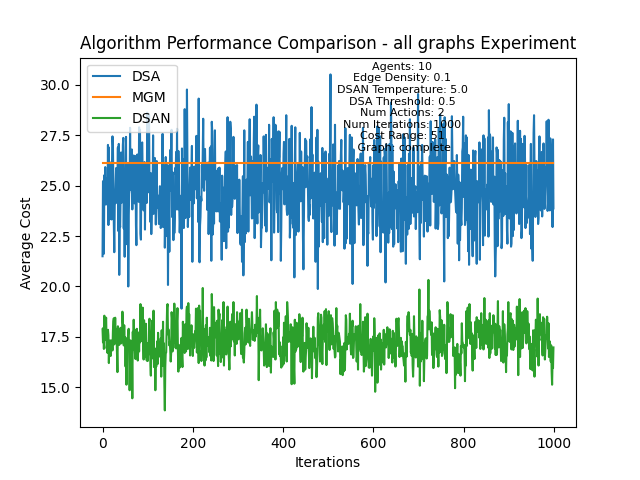 Algorithm Performance Comparison - all graphs Experiment
DSA
MGM
DSAN
Agents: 10
Edge Density: 0.1
DSAN Temperature: 5.0
DSA Threshold: 0.5
Num Actions: 2
Num Iterations: 1000
Cost Range: 51
Graph: complete
Average Cost
30.0
27.5
25.0
22.5
20.0
17.5
15.0
0
200
400
600
800
1000
Iterations